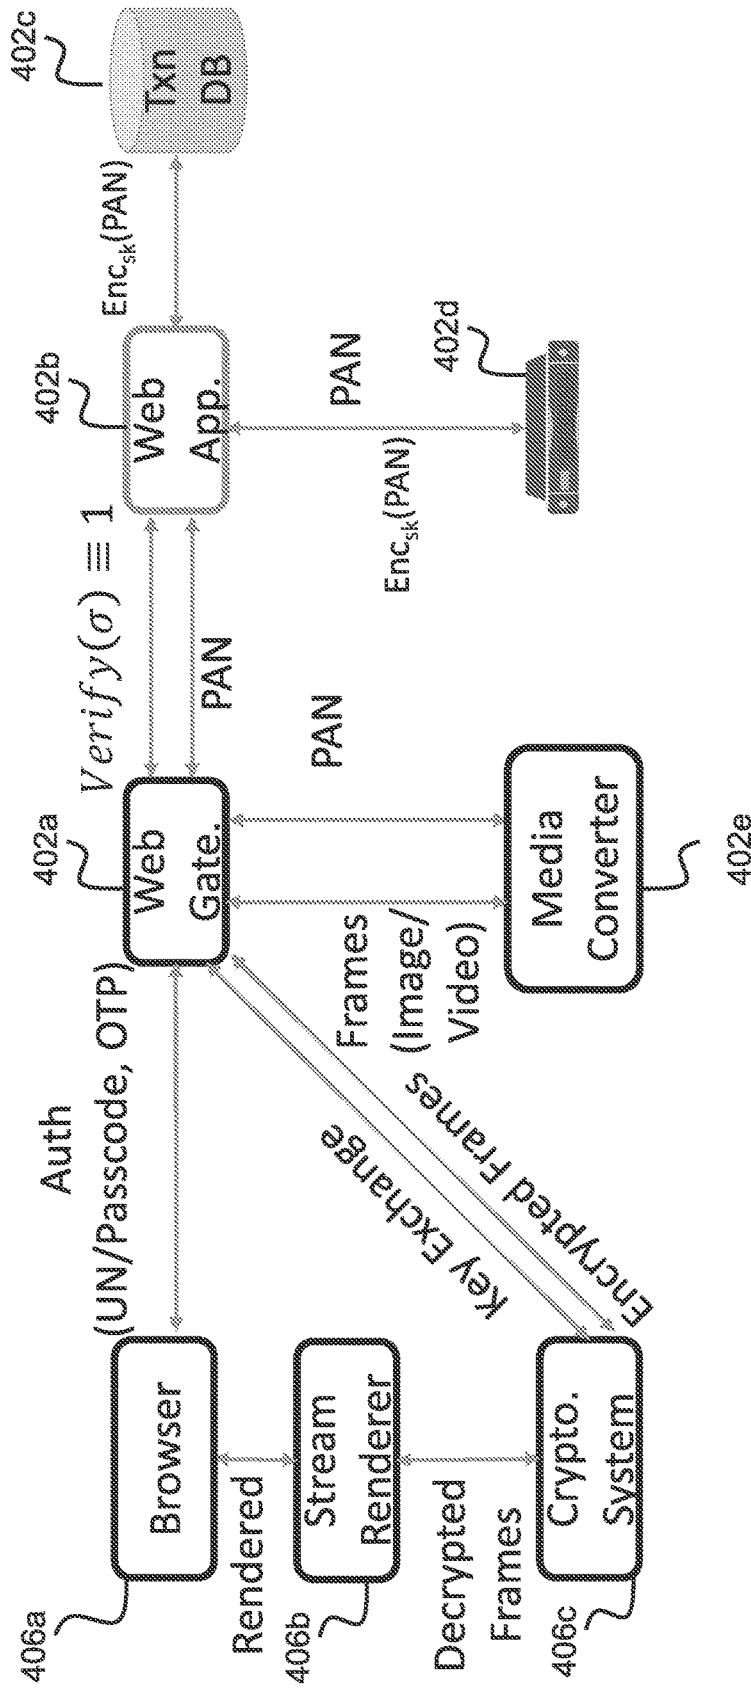 406a
Browser
Auth
(UN/Passcode, OTP)
402a
Web
Gate.
Verify(σ) ≡ 1
PAN
402b
Web
App.
Enc_sk(PAN)
402c
Txn
DB
Rendered
406b
Stream
Renderer
Decrypted
Frames
406c
Crypto.
System
Key Exchange
Encrypted Frames
Frames
(Image/
Video)
PAN
Media
Converter
402e
Enc_sk(PAN)
PAN
402d